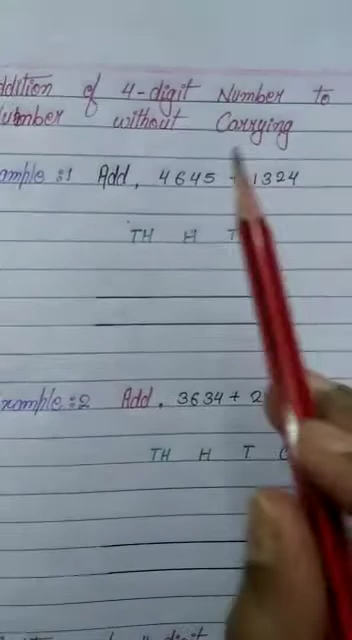 ddition of 4-digit Number to
Number without Carrying
ample :1 Add, 4645 + 1324
TH H T
xample :2 Add, 3634 + 2
TH H T